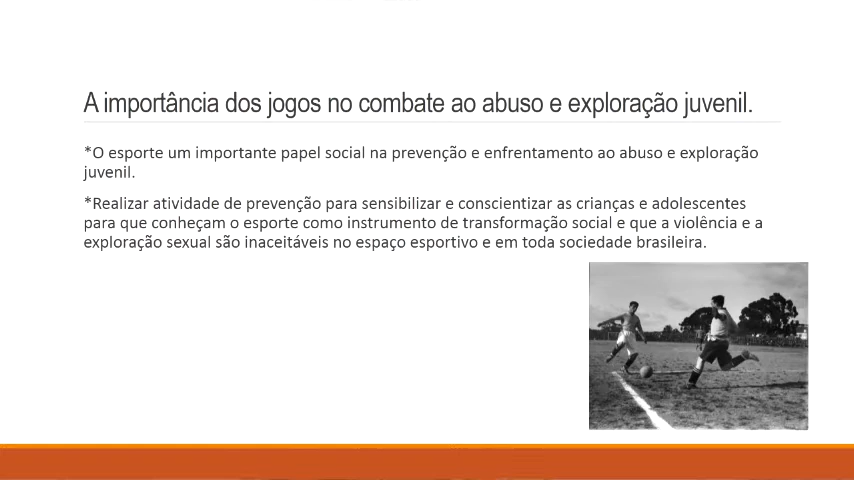 A importância dos jogos no combate ao abuso e exploração juvenil.
*O esporte um importante papel social na prevenção e enfrentamento ao abuso e exploração
juvenil.
*Realizar atividade de prevenção para sensibilizar e conscientizar as crianças e adolescentes
para que conheçam o esporte como instrumento de transformação social e que a violência e a
exploração sexual são inaceitáveis no espaço esportivo e em toda sociedade brasileira.